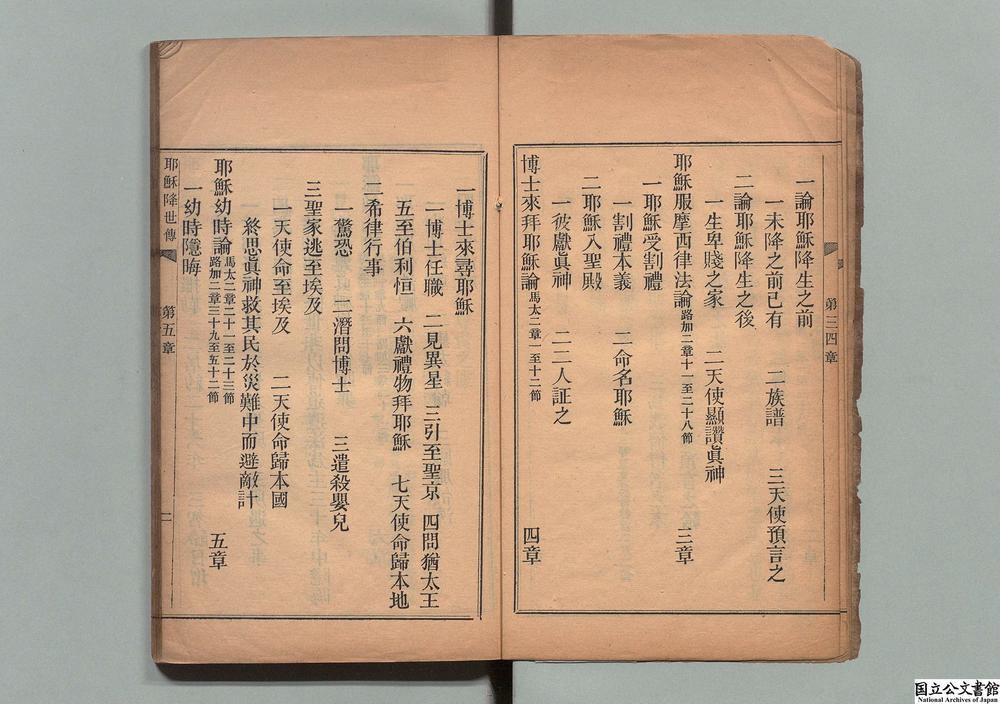 第三四章
一論耶穌降生之前
一未降之前已有 二族譜 三天使預言之
二論耶穌降生之後
一生卑賤之家 二天使顯讚眞神
耶穌服摩西律法論 路加二章十一至二十八節 三章
一耶穌受割禮
一割禮本義 二命名耶穌
二耶穌入聖殿
一彼獻眞神 二二人証之
博士來拜耶穌論 馬太二章一至十二節 四章
一博士來尋耶穌
一博士任職 二見異星 三引至聖京 四問猶太王
五至伯利恒 六獻禮物拜耶穌 七天使命歸本地
二希律行事
一驚恐 二潛問博士 三遣殺嬰兒
三聖家逃至埃及
一天使命至埃及 二天使命歸本國
終思眞神救其民於災難中而避敵計
耶穌幼時論 馬太二章二十一至二十三節 路加二章三十九至五十二節 五章
一幼時隱晦
耶穌降世傳 第五章 二
国立公文書館
National Archives of Japan